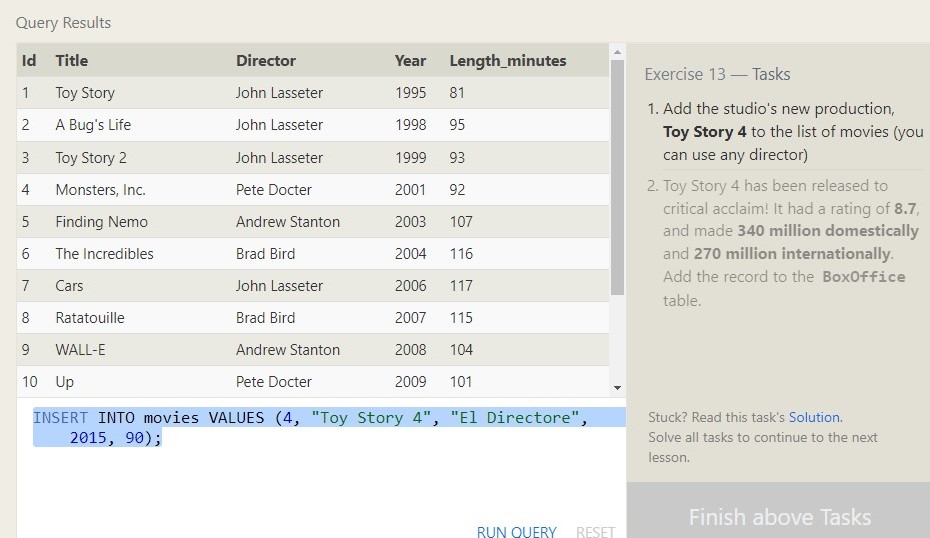 Query Results
Id Title Director Year Length_minutes
1 Toy Story John Lasseter 1995 81
2 A Bug's Life John Lasseter 1998 95
3 Toy Story 2 John Lasseter 1999 93
4 Monsters, Inc. Pete Docter 2001 92
5 Finding Nemo Andrew Stanton 2003 107
6 The Incredibles Brad Bird 2004 116
7 Cars John Lasseter 2006 117
8 Ratatouille Brad Bird 2007 115
9 WALL-E Andrew Stanton 2008 104
10 Up Pete Docter 2009 101
INSERT INTO movies VALUES (4, "Toy Story 4", "El Directore",
2015, 90);
RUN QUERY RESET
Exercise 13 — Tasks
1. Add the studio's new production,
Toy Story 4 to the list of movies (you
can use any director)
2. Toy Story 4 has been released to
critical acclaim! It had a rating of 8.7,
and made 340 million domestically
and 270 million internationally.
Add the record to the BoxOffice
table.
Stuck? Read this task's Solution.
Solve all tasks to continue to the next
lesson.
Finish above Tasks